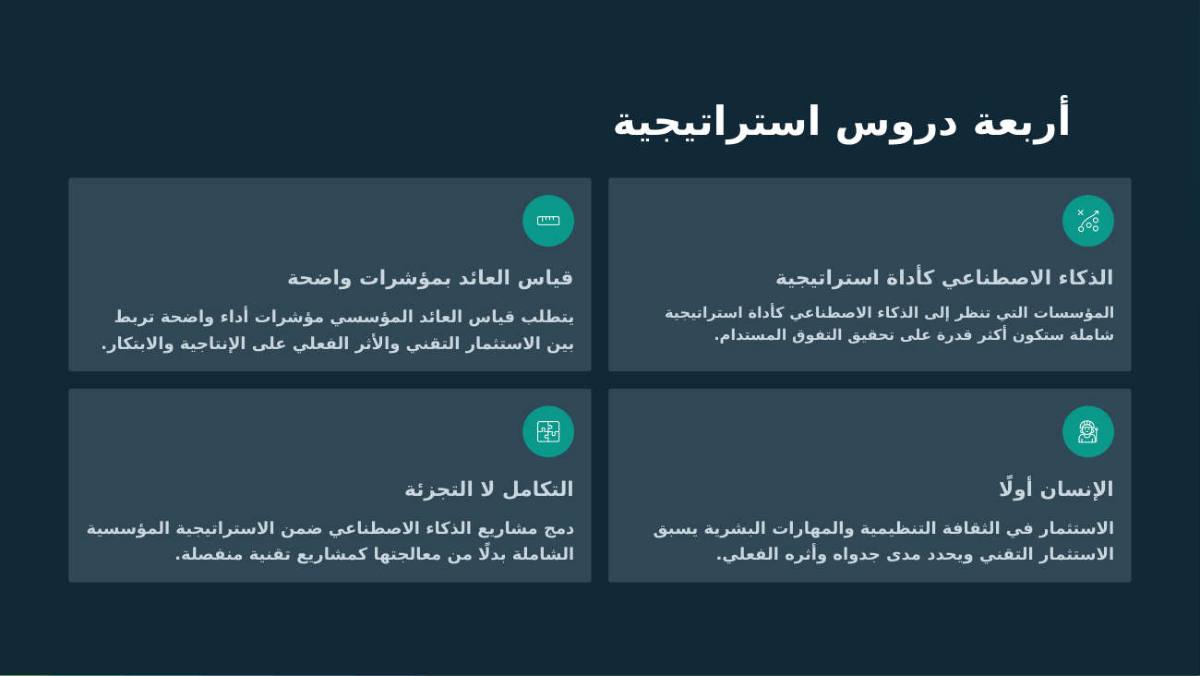 أربعة دروس استراتيجية
الذكاء الاصطناعي كأداة استراتيجية
المؤسسات التي تنظر إلى الذكاء الاصطناعي كأداة استراتيجية
شاملة ستكون أكثر قدرة على تحقيق التفوق المستدام.
قياس العائد بمؤشرات واضحة
يتطلب قياس العائد المؤسسي مؤشرات أداء واضحة تربط
بين الاستثمار التقني والأثر الفعلي على الإنتاجية والابتكار.
الإنسان أولًا
الاستثمار في الثقافة التنظيمية والمهارات البشرية يسبق
الاستثمار التقني ويحدد مدى جدواه وأثره الفعلي.
التكامل لا التجزئة
دمج مشاريع الذكاء الاصطناعي ضمن الاستراتيجية المؤسسية
الشاملة بدلًا من معالجتها كمشاريع تقنية منفصلة.